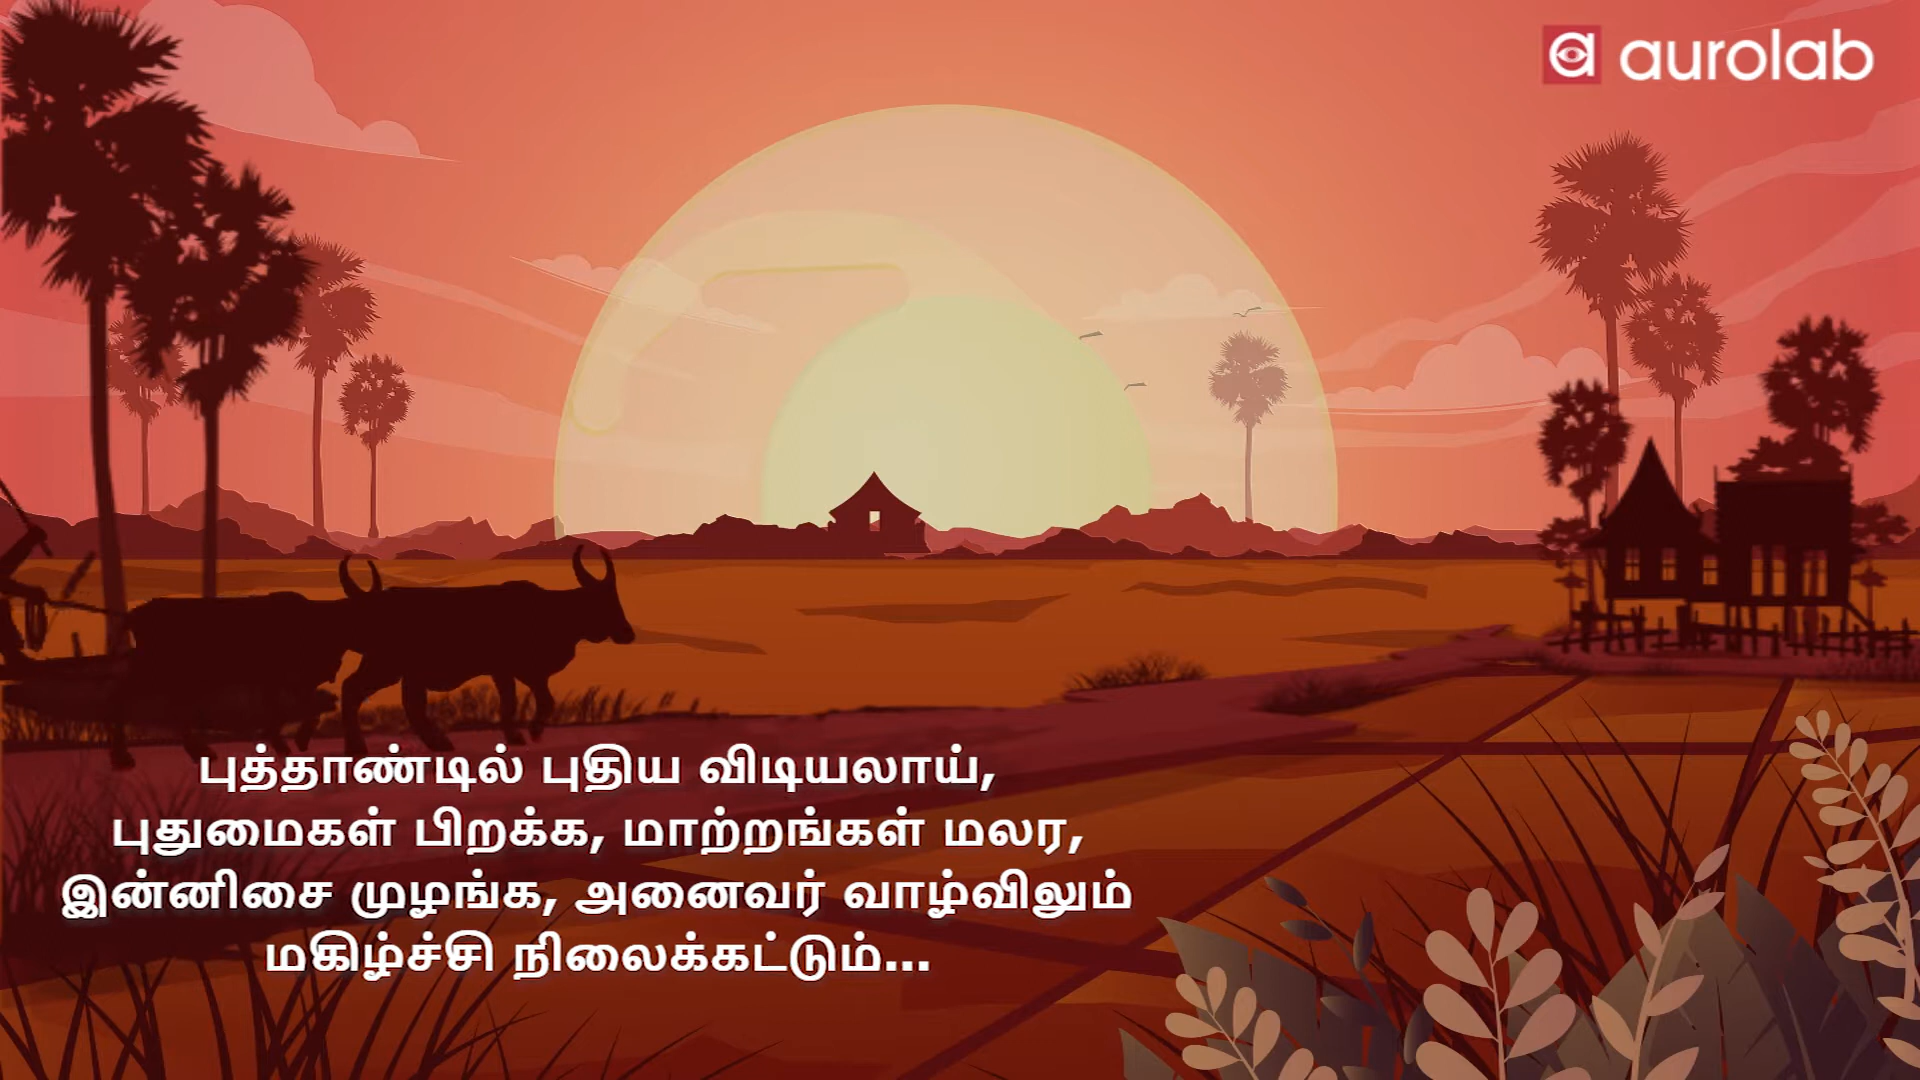 aurolab
புத்தாண்டில் புதிய விடியலாய்,
புதுமைகள் பிறக்க, மாற்றங்கள் மலர,
இன்னிசை முழங்க, அனைவர் வாழ்விலும்
மகிழ்ச்சி நிலைக்கட்டும்...